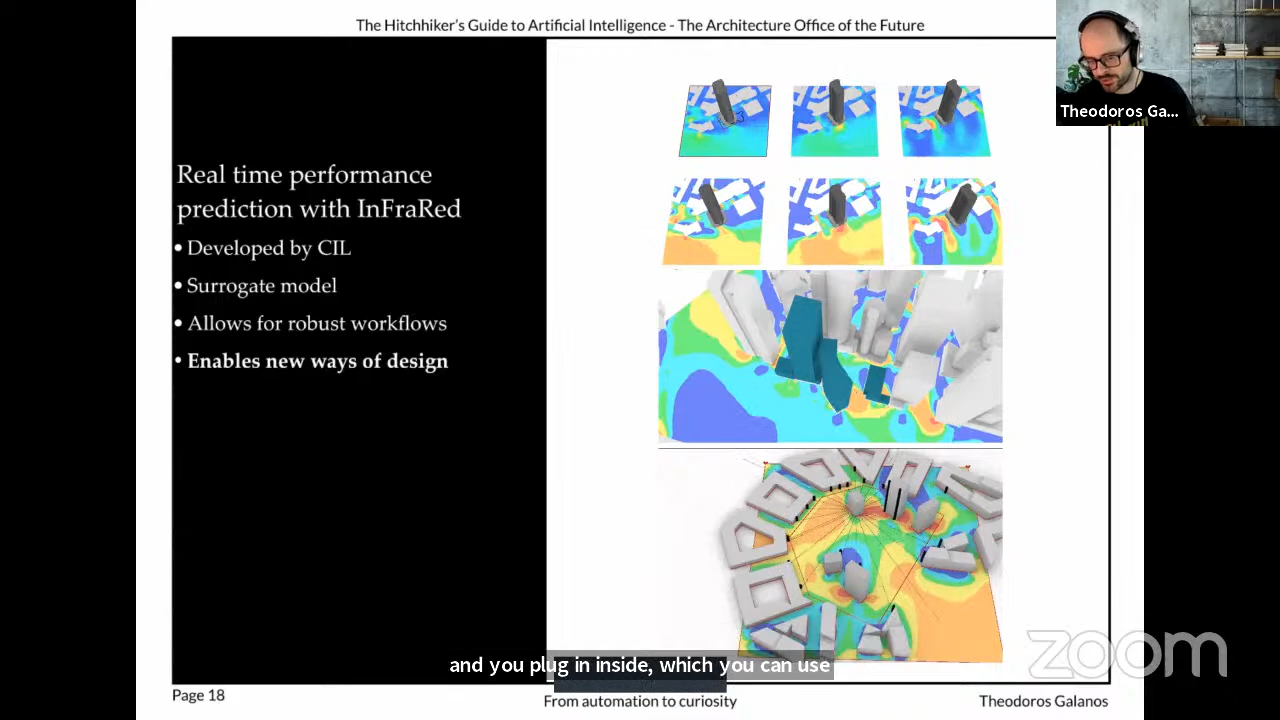 The Hitchhiker's Guide to Artificial Intelligence - The Architecture Office of the Future
Theodoros Ga...
Real time performance
prediction with InFraRed
• Developed by CIL
• Surrogate model
• Allows for robust workflows
• Enables new ways of design
zoom
and you plug in inside, which you can use
Page 18
From automation to curiosity
Theodoros Galanos